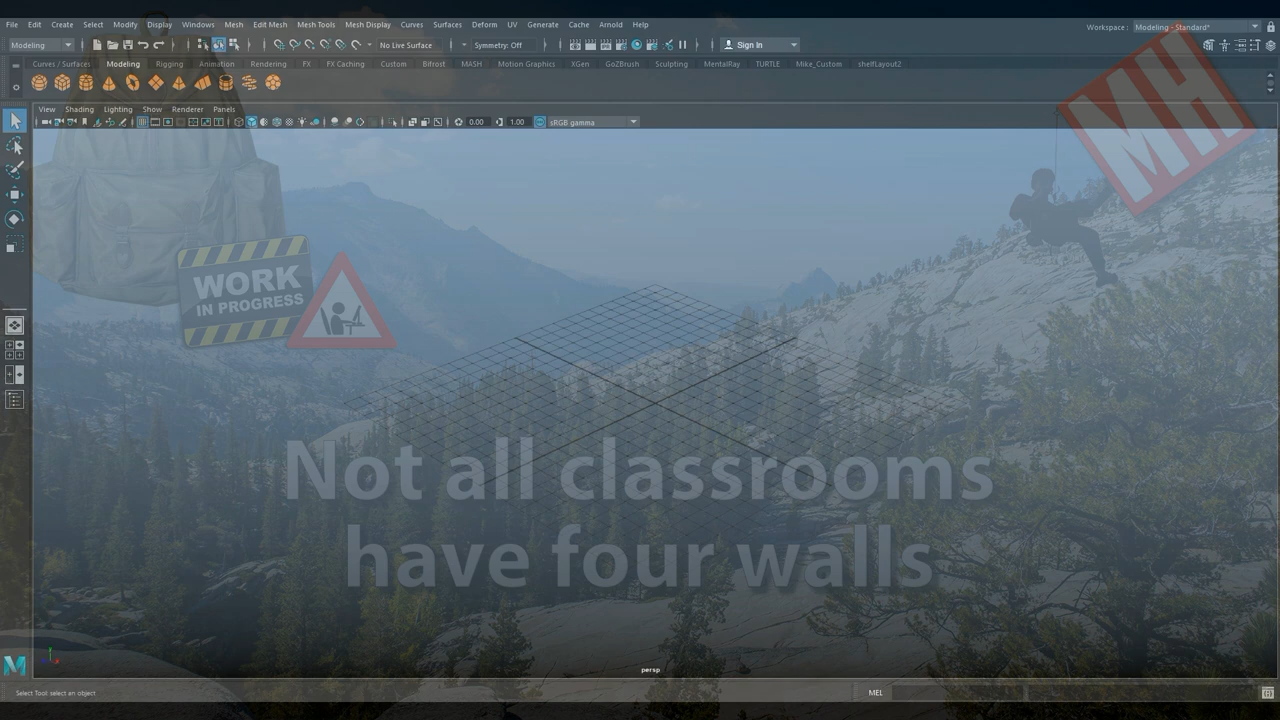 File Edit Create Select Modify Display Windows Mesh Edit Mesh Mesh Tools Mesh Display Curves Surfaces Deform UV Generate Cache Arnold Help
Workspace : Modeling - Standard*
Modeling No Live Surface Symmetry: Off Sign In
Curves / Surfaces Modeling Rigging Animation Rendering FX FX Caching Custom Bifrost MASH Motion Graphics XGen GoZBrush Sculpting MentalRay TURTLE Mike_Custom shelfLayout2
MH
View Shading Lighting Show Renderer Panels
0.00 1.00 sRGB gamma
WORK
IN PROGRESS
Not all classrooms
have four walls
persp
M
Select Tool: select an object
MEL